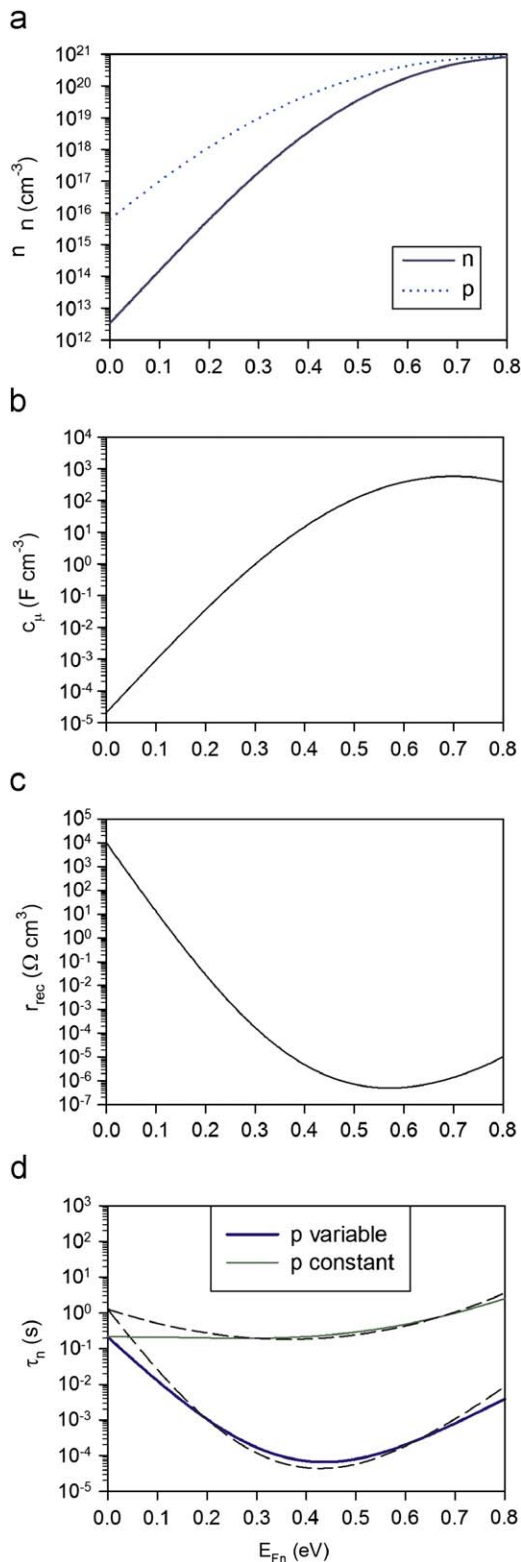 a
n n (cm⁻³)
10²¹
10²⁰
10¹⁹
10¹⁸
10¹⁷
10¹⁶
10¹⁵
10¹⁴
10¹³
10¹²
n
p
0.0 0.1 0.2 0.3 0.4 0.5 0.6 0.7 0.8
b
c_μ (F cm⁻³)
10⁴
10³
10²
10¹
10⁰
10⁻¹
10⁻²
10⁻³
10⁻⁴
10⁻⁵
0.0 0.1 0.2 0.3 0.4 0.5 0.6 0.7 0.8
c
r_rec (Ω cm³)
10⁵
10⁴
10³
10²
10¹
10⁰
10⁻¹
10⁻²
10⁻³
10⁻⁴
10⁻⁵
10⁻⁶
10⁻⁷
0.0 0.1 0.2 0.3 0.4 0.5 0.6 0.7 0.8
d
τ_n (s)
10³
10²
10¹
10⁰
10⁻¹
10⁻²
10⁻³
10⁻⁴
10⁻⁵
p variable
p constant
0.0 0.1 0.2 0.3 0.4 0.5 0.6 0.7 0.8
E_Fn (eV)